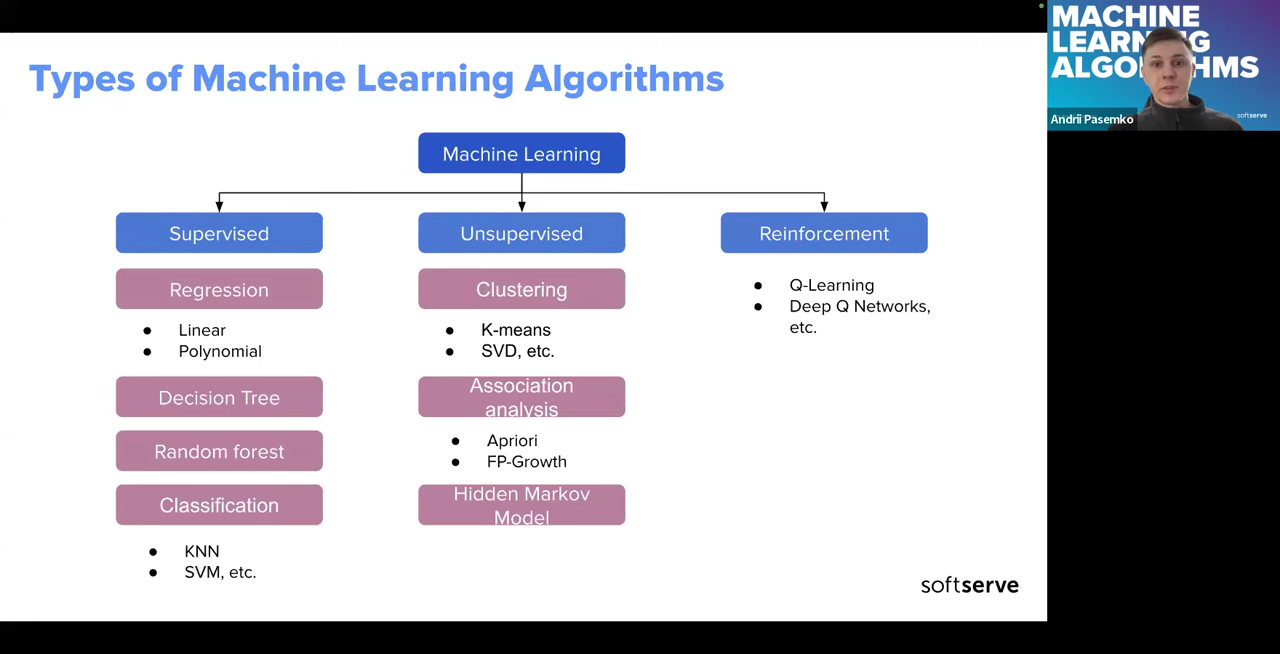 Types of Machine Learning Algorithms
Machine Learning
Supervised
Regression
● Linear
● Polynomial
Decision Tree
Random forest
Classification
● KNN
● SVM, etc.
Unsupervised
Clustering
● K-means
● SVD, etc.
Association
analysis
● Apriori
● FP-Growth
Hidden Markov
Model
Reinforcement
● Q-Learning
● Deep Q Networks,
etc.
softserve
MACHINE
LEARNING
ALGO HMS
softserve
Andrii Pasemko